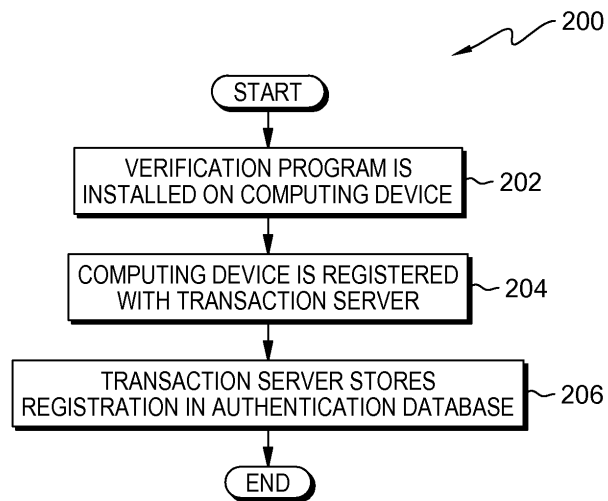 200
START
VERIFICATION PROGRAM IS
INSTALLED ON COMPUTING DEVICE
202
COMPUTING DEVICE IS REGISTERED
WITH TRANSACTION SERVER
204
TRANSACTION SERVER STORES
REGISTRATION IN AUTHENTICATION DATABASE
206
END